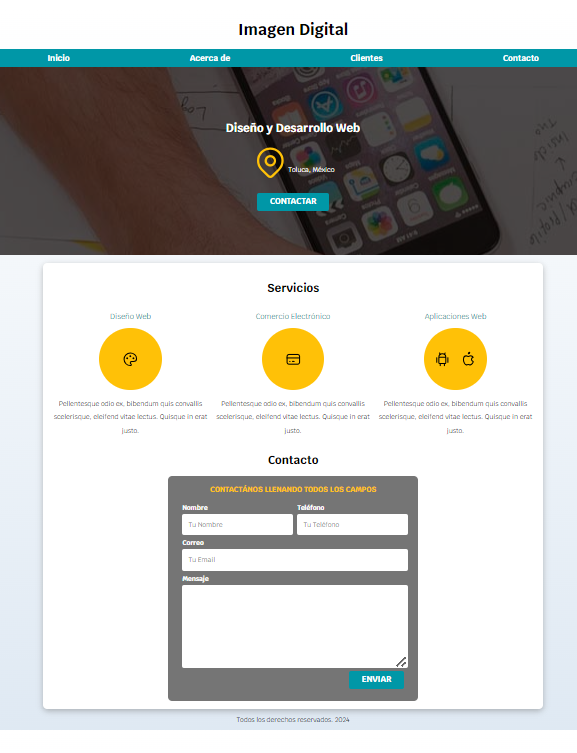 Imagen Digital
Inicio Acerca de Clientes Contacto
Diseño y Desarrollo Web
Toluca, México
CONTACTAR
Servicios
Diseño Web Comercio Electrónico Aplicaciones Web
Pellentesque odio ex, bibendum quis convallis Pellentesque odio ex, bibendum quis convallis Pellentesque odio ex, bibendum quis convallis
scelerisque, eleifend vitae lectus. Quisque in erat scelerisque, eleifend vitae lectus. Quisque in erat scelerisque, eleifend vitae lectus. Quisque in erat
justo. justo. justo.
Contacto
CONTACTÁNOS LLENANDO TODOS LOS CAMPOS
Nombre Teléfono
Tu Nombre Tu Teléfono
Correo
Tu Email
Mensaje
ENVIAR
Todos los derechos reservados. 2024